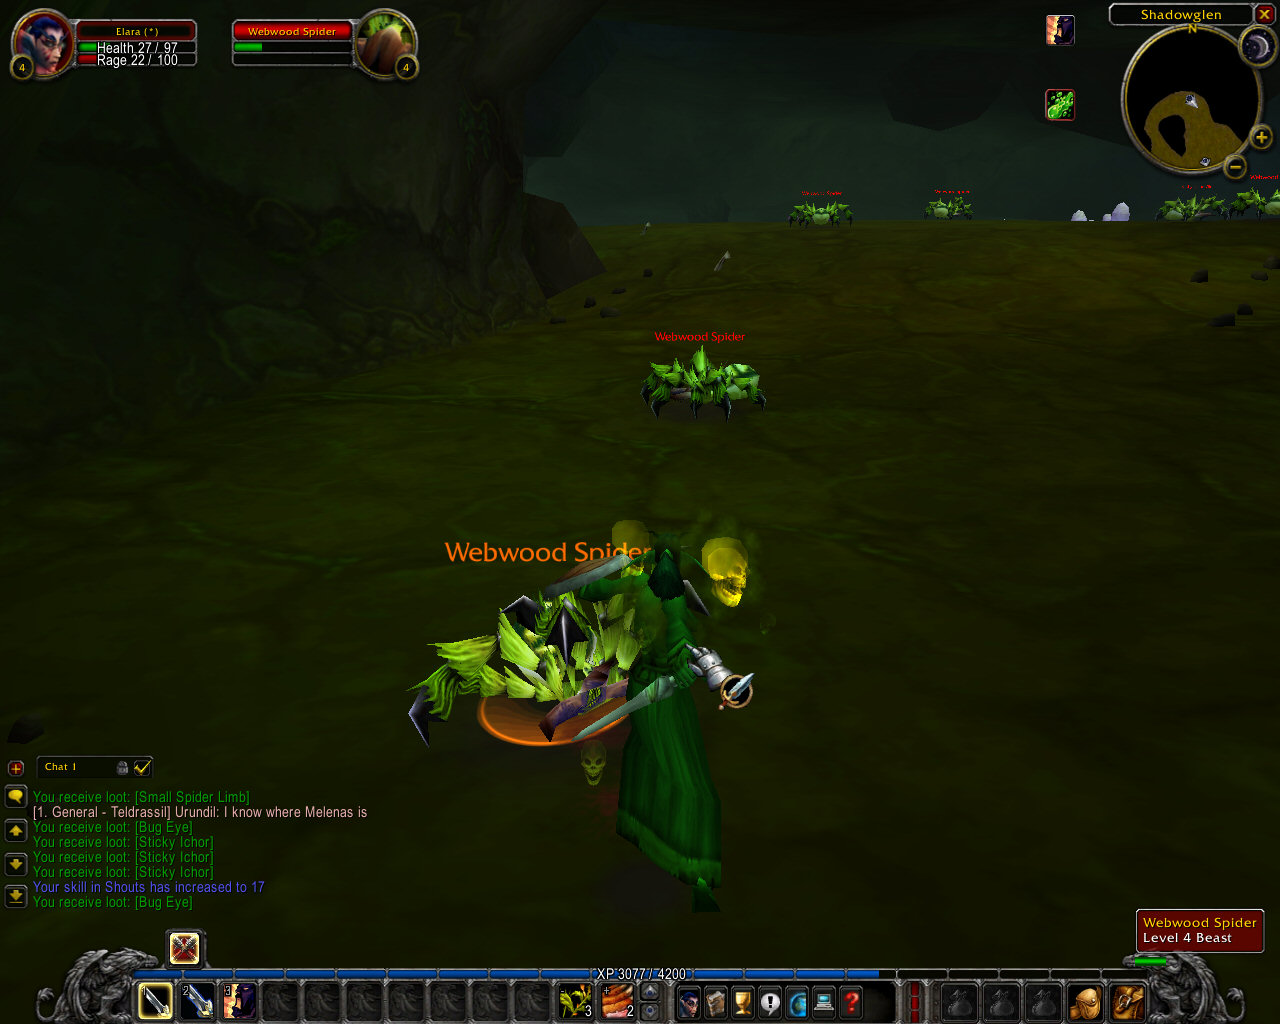 Elara (*)
Health 27 / 97
Rage 22 / 100
4
Webwood Spider
4
Shadowglen
N
Webwood Spider
Webwood
Webwood Spider
Webwood Spider
Chat 1
You receive loot: [Small Spider Limb]
[1. General - Teldrassil] Urundil: I know where Melenas is
You receive loot: [Bug Eye]
You receive loot: [Sticky Ichor]
You receive loot: [Sticky Ichor]
You receive loot: [Sticky Ichor]
Your skill in Shouts has increased to 17
You receive loot: [Bug Eye]
Webwood Spider
Level 4 Beast
XP 3077 / 4200
2
3
3
2